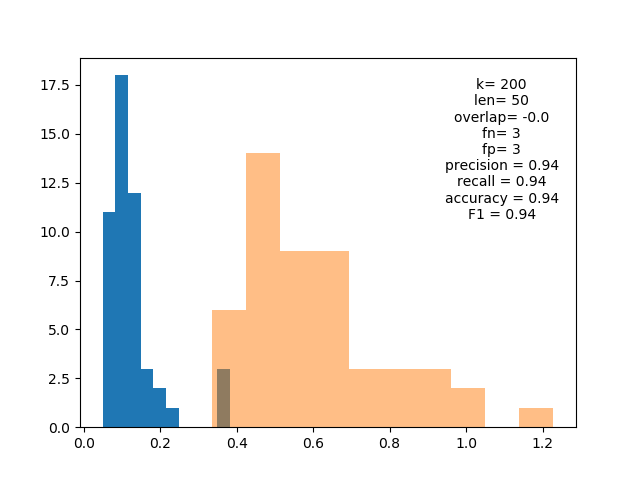 k= 200
len= 50
overlap= -0.0
fn= 3
fp= 3
precision = 0.94
recall = 0.94
accuracy = 0.94
F1 = 0.94
17.5
15.0
12.5
10.0
7.5
5.0
2.5
0.0
0.0 0.2 0.4 0.6 0.8 1.0 1.2